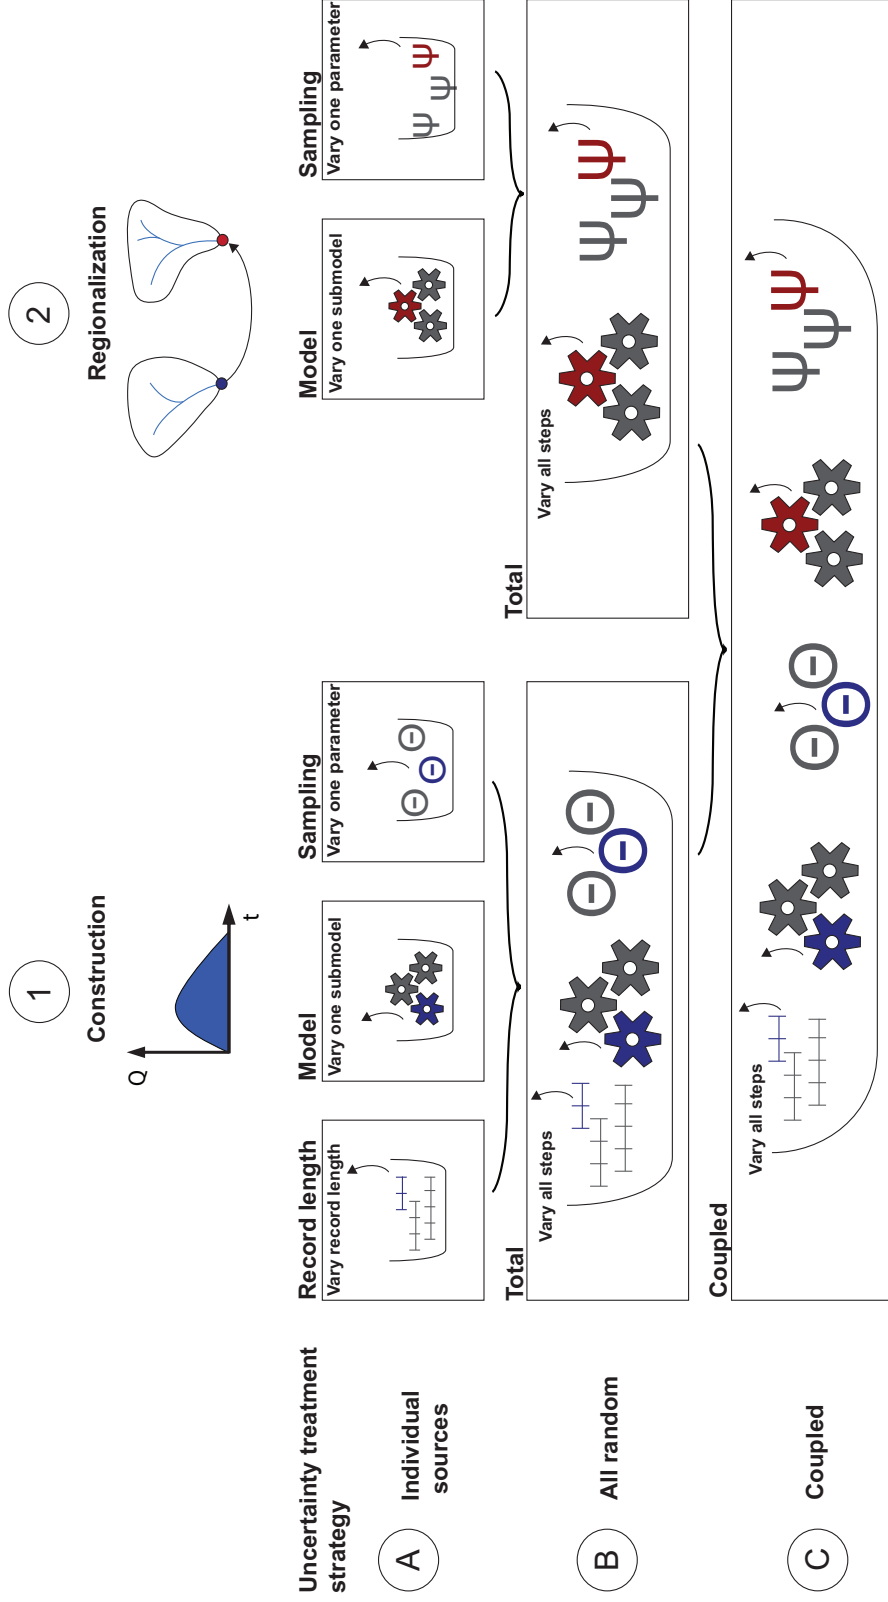 1
2
Construction
Regionalization
Q
t
Uncertainty treatment
strategy
Record length
Model
Sampling
Model
Sampling
Vary record length
Vary one submodel
Vary one parameter
Vary one submodel
Vary one parameter
A
Individual
sources
Θ
Θ
Θ
Ψ
Ψ
Ψ
Total
Total
B
All random
Vary all steps
Vary all steps
Θ
Θ
Θ
Ψ
Ψ
Ψ
Coupled
C
Coupled
Vary all steps
Θ
Θ
Θ
Ψ
Ψ
Ψ